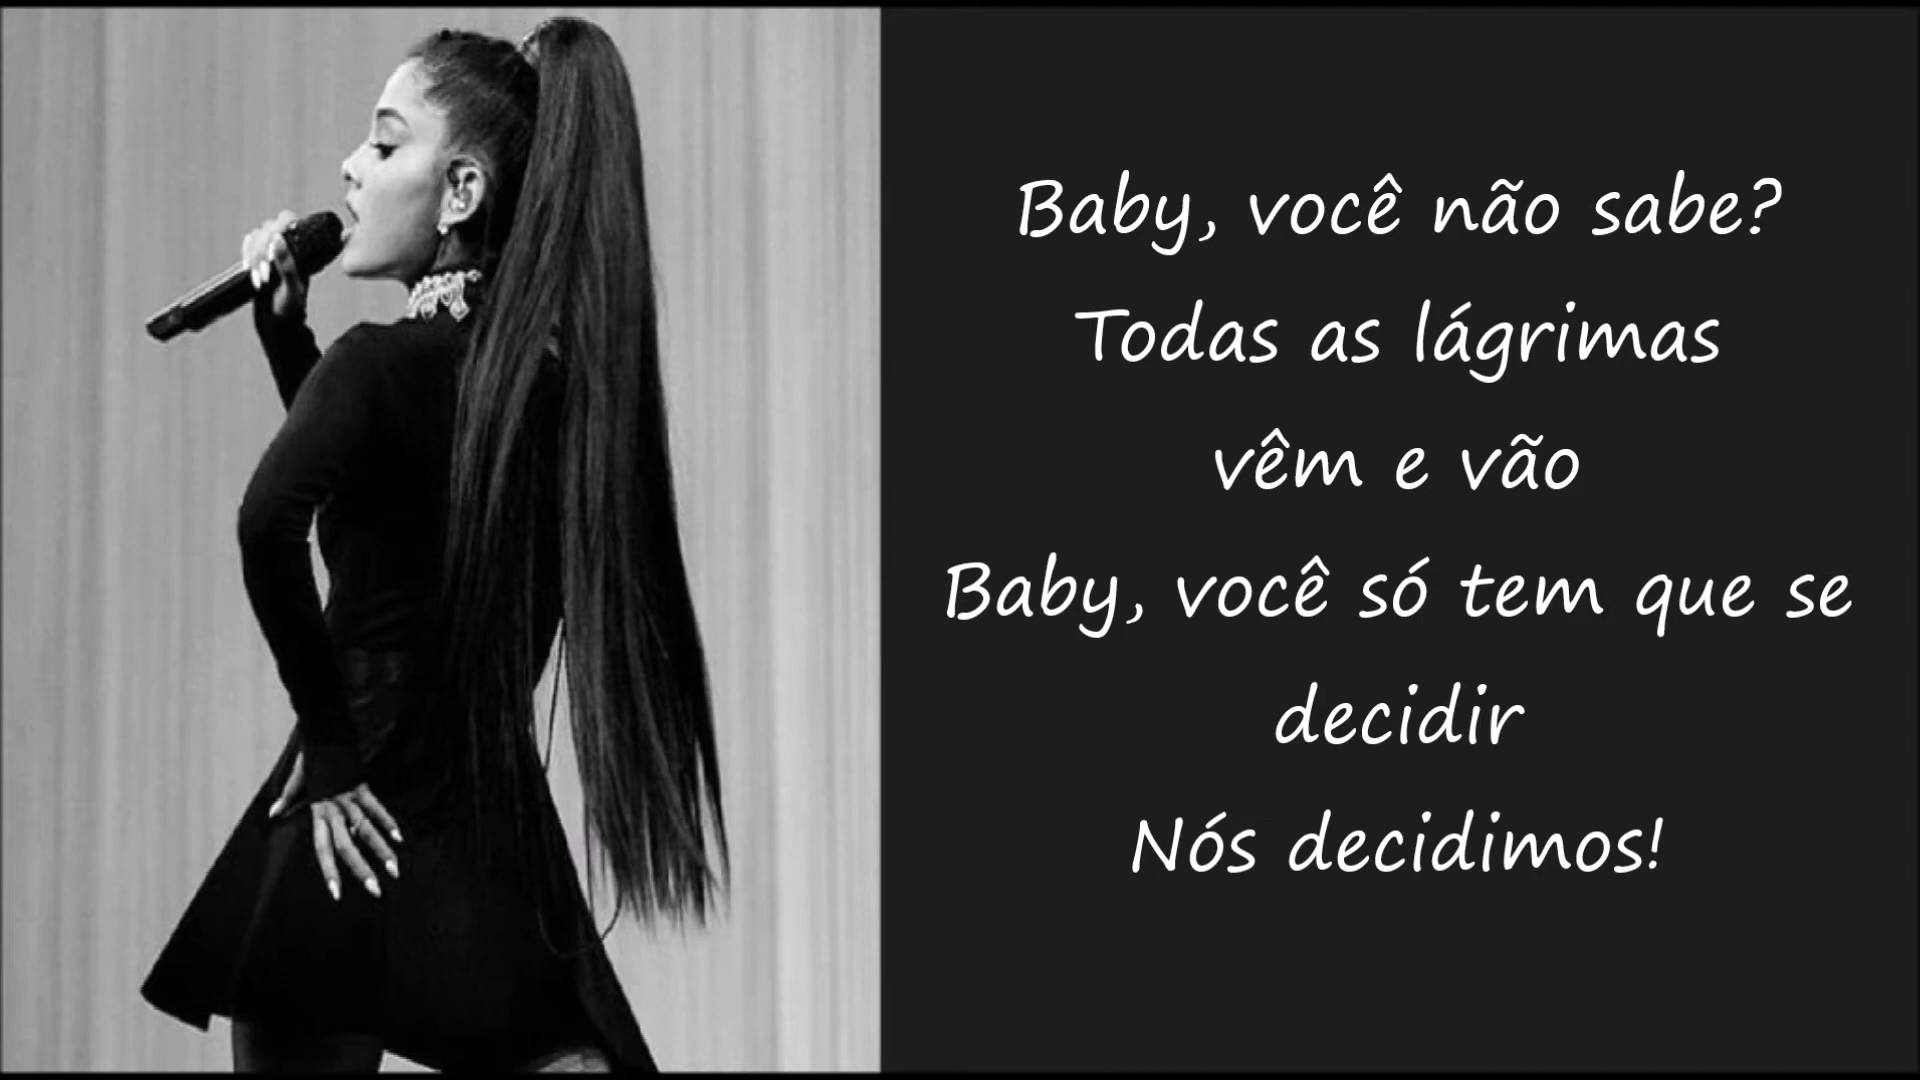 Baby, você não sabe?
Todas as lágrimas
vêm e vão
Baby, você só tem que se
decidir
Nós decidimos!